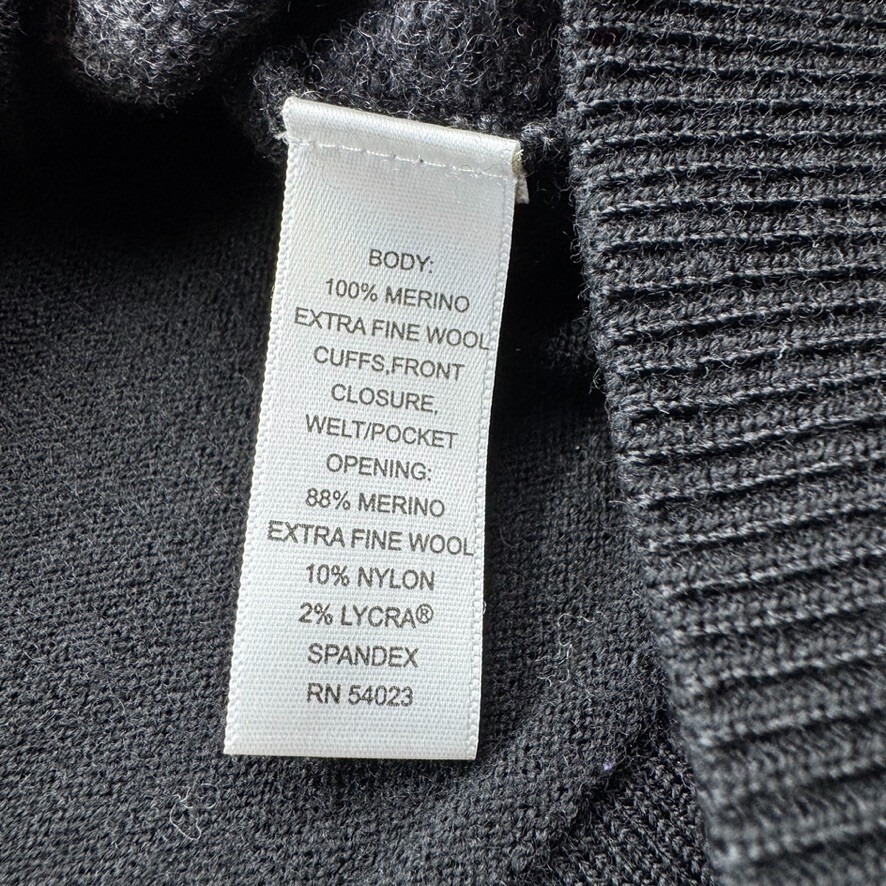 BODY:
100% MERINO
EXTRA FINE WOOL
CUFFS,FRONT
CLOSURE,
WELT/POCKET
OPENING:
88% MERINO
EXTRA FINE WOOL
10% NYLON
2% LYCRA®
SPANDEX
RN 54023